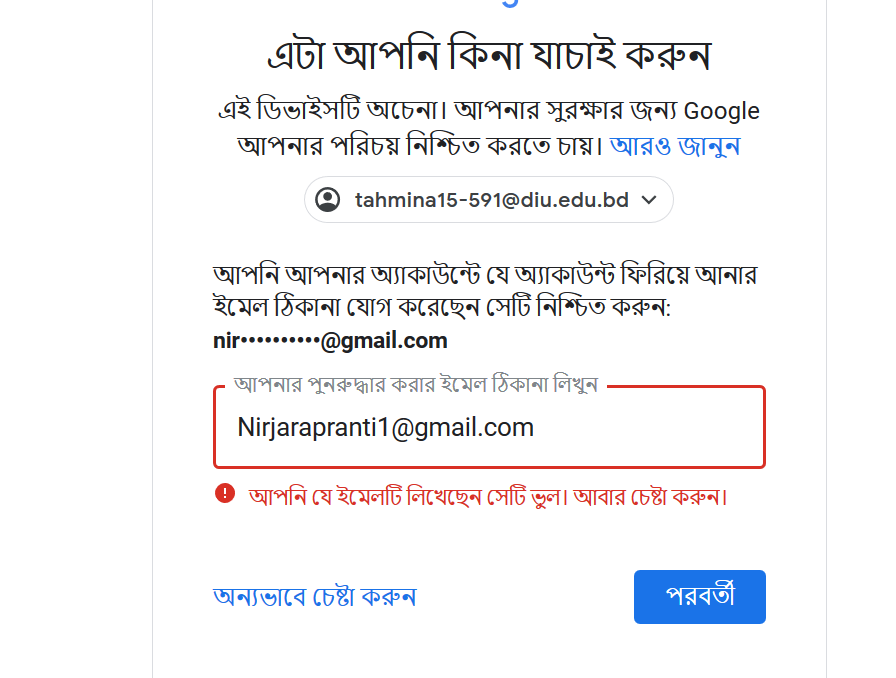 এটা আপনি কিনা যাচাই করুন
এই ডিভাইসটি অচেনা। আপনার সুরক্ষার জন্য Google
আপনার পরিচয় নিশ্চিত করতে চায়। আরও জানুন
tahmina15-591@diu.edu.bd
আপনি আপনার অ্যাকাউন্টে যে অ্যাকাউন্ট ফিরিয়ে আনার
ইমেল ঠিকানা যোগ করেছেন সেটি নিশ্চিত করুন:
nir••••••••••@gmail.com
আপনার পুনরুদ্ধার করার ইমেল ঠিকানা লিখুন
Nirjarapranti1@gmail.com
আপনি যে ইমেলটি লিখেছেন সেটি ভুল। আবার চেষ্টা করুন।
অন্যভাবে চেষ্টা করুন
পরবর্তী